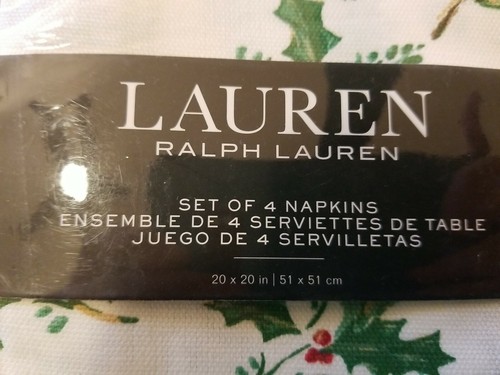 LAUREN
RALPH LAUREN
SET OF 4 NAPKINS
ENSEMBLE DE 4 SERVIETTES DE TABLE
JUEGO DE 4 SERVILLETAS
20 x 20 in | 51 x 51 cm